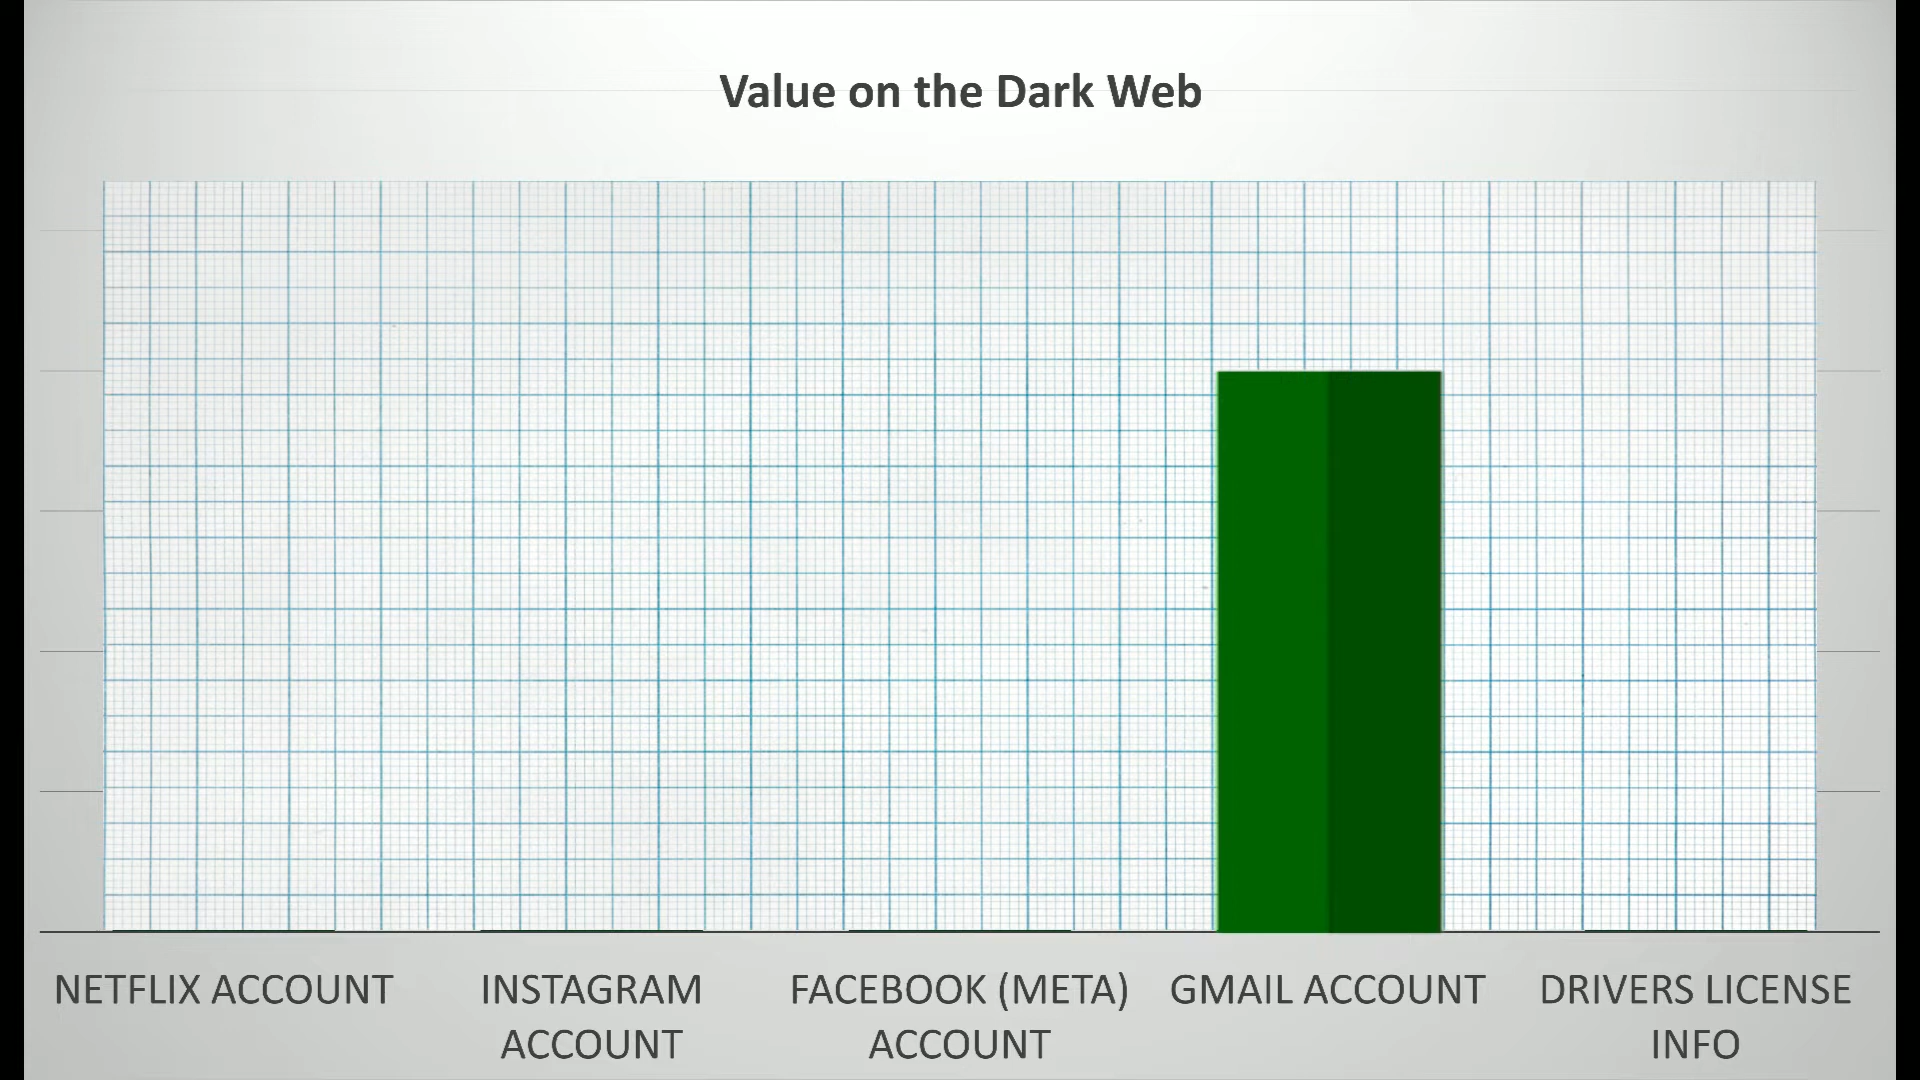 Value on the Dark Web
NETFLIX ACCOUNT
INSTAGRAM
ACCOUNT
FACEBOOK (META)
ACCOUNT
GMAIL ACCOUNT
DRIVERS LICENSE
INFO